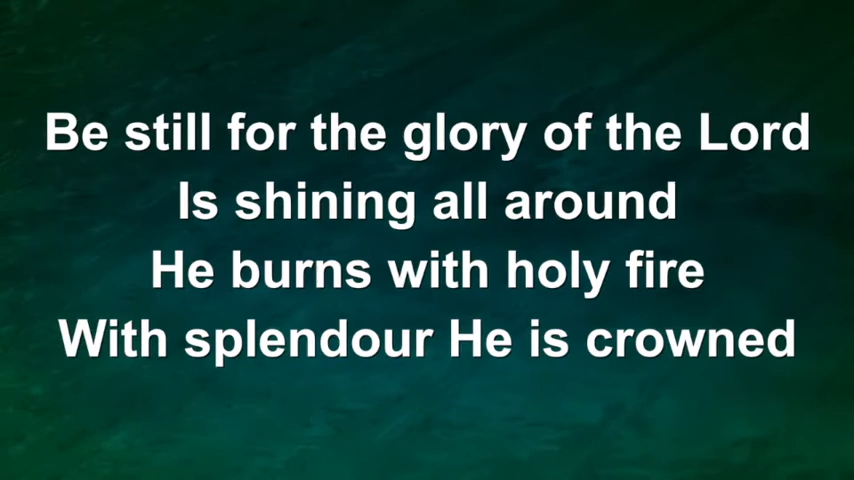 Be still for the glory of the Lord
Is shining all around
He burns with holy fire
With splendour He is crowned